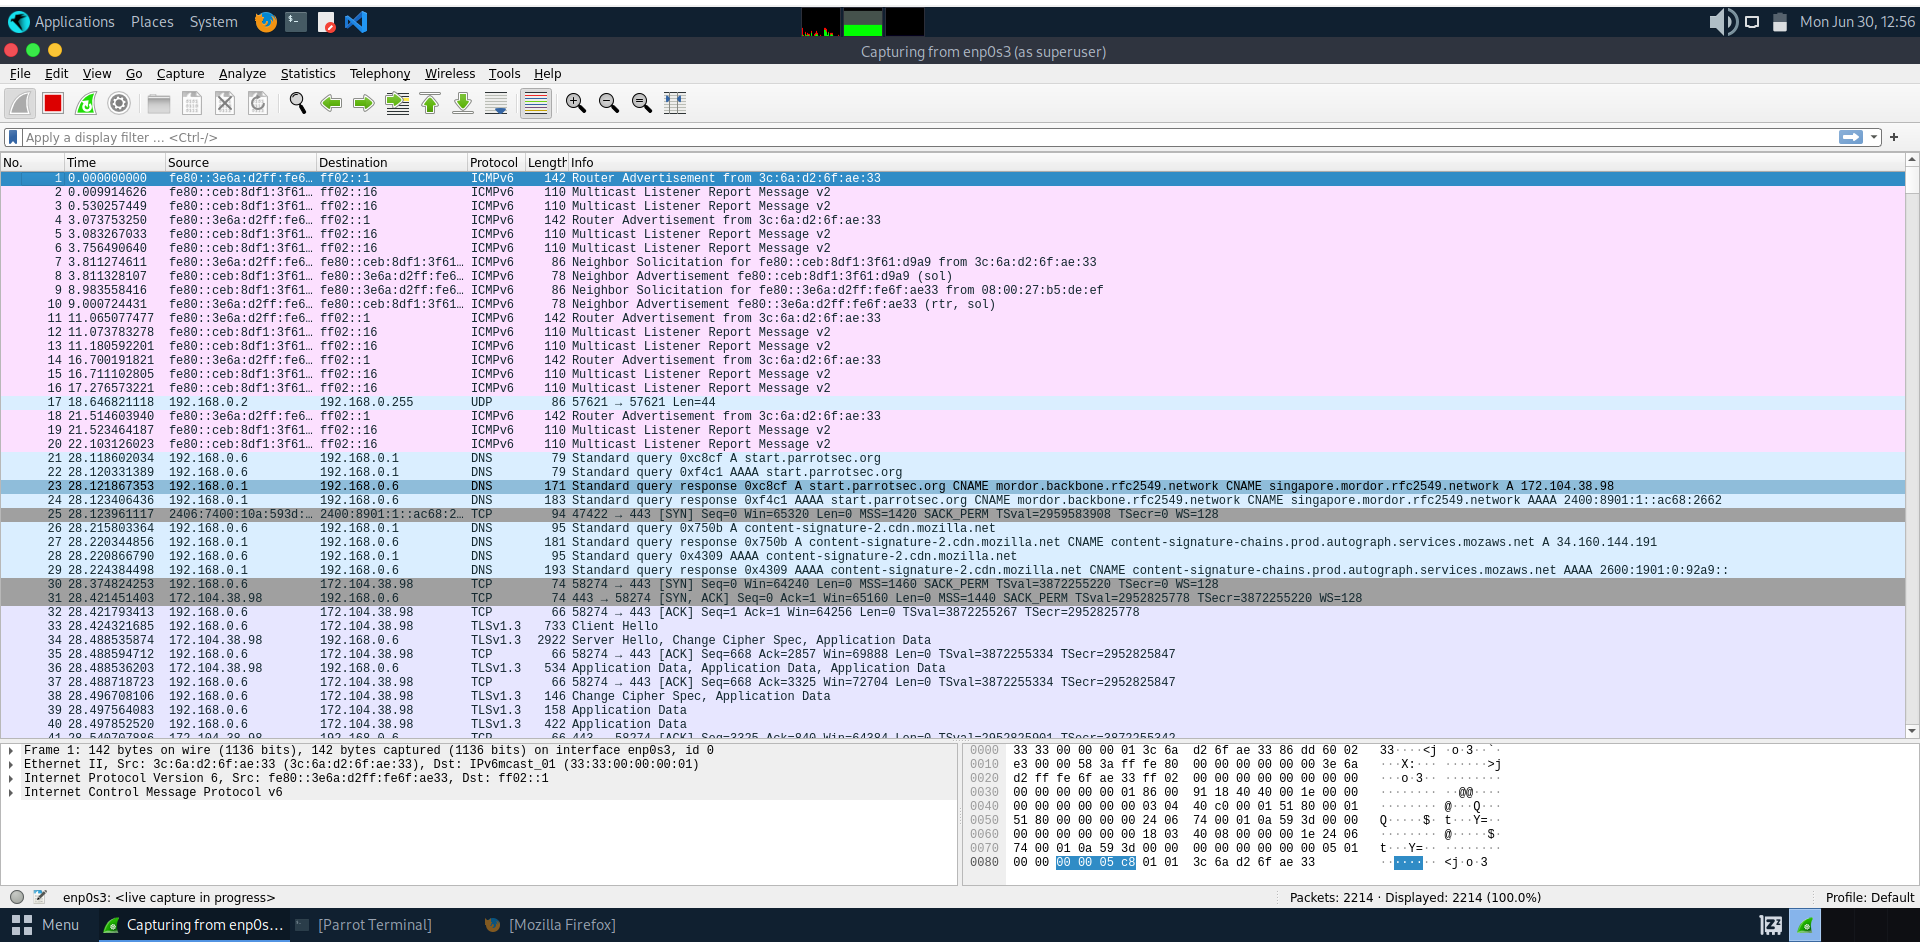 Applications Places System Mon Jun 30, 12:56
Capturing from enp0s3 (as superuser)
File Edit View Go Capture Analyze Statistics Telephony Wireless Tools Help
Apply a display filter ... <Ctrl-/>
No. Time Source Destination Protocol Length Info
1 0.000000000 fe80::3e6a:d2ff:fe6… ff02::1 ICMPv6 142 Router Advertisement from 3c:6a:d2:6f:ae:33
2 0.009914626 fe80::ceb:8df1:3f61… ff02::16 ICMPv6 110 Multicast Listener Report Message v2
3 0.530257449 fe80::ceb:8df1:3f61… ff02::16 ICMPv6 110 Multicast Listener Report Message v2
4 3.073753250 fe80::3e6a:d2ff:fe6… ff02::1 ICMPv6 142 Router Advertisement from 3c:6a:d2:6f:ae:33
5 3.083267033 fe80::ceb:8df1:3f61… ff02::16 ICMPv6 110 Multicast Listener Report Message v2
6 3.756490640 fe80::ceb:8df1:3f61… ff02::16 ICMPv6 110 Multicast Listener Report Message v2
7 3.811274611 fe80::3e6a:d2ff:fe6… fe80::ceb:8df1:3f61… ICMPv6 86 Neighbor Solicitation for fe80::ceb:8df1:3f61:d9a9 from 3c:6a:d2:6f:ae:33
8 3.811328107 fe80::ceb:8df1:3f61… fe80::3e6a:d2ff:fe6… ICMPv6 78 Neighbor Advertisement fe80::ceb:8df1:3f61:d9a9 (sol)
9 8.983558416 fe80::ceb:8df1:3f61… fe80::3e6a:d2ff:fe6… ICMPv6 86 Neighbor Solicitation for fe80::3e6a:d2ff:fe6f:ae33 from 08:00:27:b5:de:ef
10 9.000724431 fe80::3e6a:d2ff:fe6… fe80::ceb:8df1:3f61… ICMPv6 78 Neighbor Advertisement fe80::3e6a:d2ff:fe6f:ae33 (rtr, sol)
11 11.065077477 fe80::3e6a:d2ff:fe6… ff02::1 ICMPv6 142 Router Advertisement from 3c:6a:d2:6f:ae:33
12 11.073783278 fe80::ceb:8df1:3f61… ff02::16 ICMPv6 110 Multicast Listener Report Message v2
13 11.180592201 fe80::ceb:8df1:3f61… ff02::16 ICMPv6 110 Multicast Listener Report Message v2
14 16.700191821 fe80::3e6a:d2ff:fe6… ff02::1 ICMPv6 142 Router Advertisement from 3c:6a:d2:6f:ae:33
15 16.711102805 fe80::ceb:8df1:3f61… ff02::16 ICMPv6 110 Multicast Listener Report Message v2
16 17.276573221 fe80::ceb:8df1:3f61… ff02::16 ICMPv6 110 Multicast Listener Report Message v2
17 18.646821118 192.168.0.2 192.168.0.255 UDP 86 57621 → 57621 Len=44
18 21.514603940 fe80::3e6a:d2ff:fe6… ff02::1 ICMPv6 142 Router Advertisement from 3c:6a:d2:6f:ae:33
19 21.523464187 fe80::ceb:8df1:3f61… ff02::16 ICMPv6 110 Multicast Listener Report Message v2
20 22.103126023 fe80::ceb:8df1:3f61… ff02::16 ICMPv6 110 Multicast Listener Report Message v2
21 28.118602034 192.168.0.6 192.168.0.1 DNS 79 Standard query 0xc8cf A start.parrotsec.org
22 28.120331389 192.168.0.6 192.168.0.1 DNS 79 Standard query 0xf4c1 AAAA start.parrotsec.org
23 28.121867353 192.168.0.1 192.168.0.6 DNS 171 Standard query response 0xc8cf A start.parrotsec.org CNAME mordor.backbone.rfc2549.network CNAME singapore.mordor.rfc2549.network A 172.104.38.98
24 28.123406436 192.168.0.1 192.168.0.6 DNS 183 Standard query response 0xf4c1 AAAA start.parrotsec.org CNAME mordor.backbone.rfc2549.network CNAME singapore.mordor.rfc2549.network AAAA 2400:8901:1::ac68:2662
25 28.123961117 2406:7400:10a:593d:… 2400:8901:1::ac68:2… TCP 94 47422 → 443 [SYN] Seq=0 Win=65320 Len=0 MSS=1420 SACK_PERM TSval=2959583908 TSecr=0 WS=128
26 28.215803364 192.168.0.6 192.168.0.1 DNS 95 Standard query 0x750b A content-signature-2.cdn.mozilla.net
27 28.220344856 192.168.0.1 192.168.0.6 DNS 181 Standard query response 0x750b A content-signature-2.cdn.mozilla.net CNAME content-signature-chains.prod.autograph.services.mozaws.net A 34.160.144.191
28 28.220866790 192.168.0.6 192.168.0.1 DNS 95 Standard query 0x4309 AAAA content-signature-2.cdn.mozilla.net
29 28.224384498 192.168.0.1 192.168.0.6 DNS 193 Standard query response 0x4309 AAAA content-signature-2.cdn.mozilla.net CNAME content-signature-chains.prod.autograph.services.mozaws.net AAAA 2600:1901:0:92a9::
30 28.374824253 192.168.0.6 172.104.38.98 TCP 74 58274 → 443 [SYN] Seq=0 Win=64240 Len=0 MSS=1460 SACK_PERM TSval=3872255220 TSecr=0 WS=128
31 28.421451403 172.104.38.98 192.168.0.6 TCP 74 443 → 58274 [SYN, ACK] Seq=0 Ack=1 Win=65160 Len=0 MSS=1440 SACK_PERM TSval=2952825778 TSecr=3872255220 WS=128
32 28.421793413 192.168.0.6 172.104.38.98 TCP 66 58274 → 443 [ACK] Seq=1 Ack=1 Win=64256 Len=0 TSval=3872255267 TSecr=2952825778
33 28.424321685 192.168.0.6 172.104.38.98 TLSv1.3 733 Client Hello
34 28.488535874 172.104.38.98 192.168.0.6 TLSv1.3 2922 Server Hello, Change Cipher Spec, Application Data
35 28.488594712 192.168.0.6 172.104.38.98 TCP 66 58274 → 443 [ACK] Seq=668 Ack=2857 Win=69888 Len=0 TSval=3872255334 TSecr=2952825847
36 28.488536203 172.104.38.98 192.168.0.6 TLSv1.3 534 Application Data, Application Data, Application Data
37 28.488718723 192.168.0.6 172.104.38.98 TCP 66 58274 → 443 [ACK] Seq=668 Ack=3325 Win=72704 Len=0 TSval=3872255334 TSecr=2952825847
38 28.496708106 192.168.0.6 172.104.38.98 TLSv1.3 146 Change Cipher Spec, Application Data
39 28.497564083 192.168.0.6 172.104.38.98 TLSv1.3 158 Application Data
40 28.497852520 192.168.0.6 172.104.38.98 TLSv1.3 422 Application Data
41 28.540707886 172.104.38.98 192.168.0.6 TCP 66 443 → 58274 [ACK] Seq=3325 Ack=840 Win=64384 Len=0 TSval=2952825901 TSecr=3872255342
Frame 1: 142 bytes on wire (1136 bits), 142 bytes captured (1136 bits) on interface enp0s3, id 0
Ethernet II, Src: 3c:6a:d2:6f:ae:33 (3c:6a:d2:6f:ae:33), Dst: IPv6mcast_01 (33:33:00:00:00:01)
Internet Protocol Version 6, Src: fe80::3e6a:d2ff:fe6f:ae33, Dst: ff02::1
Internet Control Message Protocol v6
0000 33 33 00 00 00 01 3c 6a d2 6f ae 33 86 dd 60 02 33····<j ·o·3··`·
0010 e3 00 00 58 3a ff fe 80 00 00 00 00 00 00 3e 6a ···X:··· ······>j
0020 d2 ff fe 6f ae 33 ff 02 00 00 00 00 00 00 00 00 ···o·3·· ········
0030 00 00 00 00 00 01 86 00 91 18 40 40 00 1e 00 00 ········ ··@@····
0040 00 00 00 00 00 00 03 04 40 c0 00 01 51 80 00 01 ········ @···Q···
0050 51 80 00 00 00 00 24 06 74 00 01 0a 59 3d 00 00 Q·····$· t···Y=··
0060 00 00 00 00 00 00 18 03 40 08 00 00 00 1e 24 06 ········ @·····$·
0070 74 00 01 0a 59 3d 00 00 00 00 00 00 00 00 05 01 t···Y=·· ········
0080 00 00 00 00 05 c8 01 01 3c 6a d2 6f ae 33 ········ <j·o·3
enp0s3: <live capture in progress> Packets: 2214 · Displayed: 2214 (100.0%) Profile: Default
Menu Capturing from enp0s… [Parrot Terminal] [Mozilla Firefox]